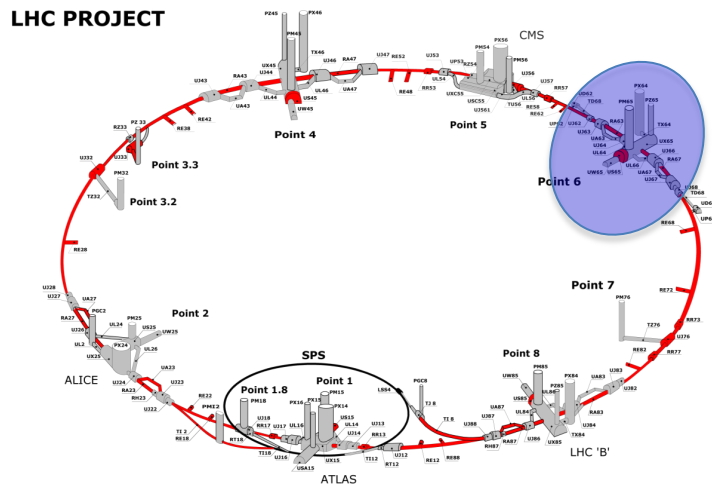 LHC PROJECT
PZ45
PX46
PM45
TX46
UX45
UJ44
UJ46
RA47
UJ47
RE52
UJ43
RA43
UA43
UL44
UL46
US45
UA47
UW45
RE48
RR53
Point 4
RE42
RE38
CMS
PX56
PM54
PM56
UJ53
UP53
RZ54
UL54
UXC55
USC55
UJ561
TU56
UJ56
UL56
UJ57
RR57
RE58
RE62
UP62
Point 5
UW62
TD68
UJ62
UJ63
UA63
UJ64
UL64
RA63
PX64
PM65
PZ65
TX64
UX65
UJ66
RA67
UL66
UA67
UJ67
UW65
US65
UJ68
TD68
UD6
UP6
RE68
Point 6
RZ33
PZ 33
UJ33
Point 3.3
UJ32
PM32
TZ32
Point 3.2
RE28
UJ28
UJ27
RA27
UA27
PGC2
UJ26
UL2
UX25
UL24
PM25
PX24
US25
UW25
UL26
Point 2
ALICE
UJ24
RA23
RH23
UJ22
UA23
UJ23
RE22
PMI2
TI 2
RE18
SPS
Point 1.8
PM18
UJ18
RR17
UJ17
UL16
RT18
TI18
UJ16
Point 1
PM15
PX15
PX16
PX14
US15
UL14
UJ14
UJ13
RR13
UX15
USA15
TI12
RT12
UJ12
ATLAS
LSS4
PGC8
TJ 8
TI 8
RE12
RE88
UJ88
RH87
UJ87
UA87
RA87
UJ86
Point 8
PM85
UW85
US85
UL84
UL86
PZ85
PX84
UX85
TX84
UJ84
RA83
UA83
UJ83
UJ82
LHC 'B'
Point 7
PM76
TZ76
RE72
RR73
UJ76
RR77
RE82